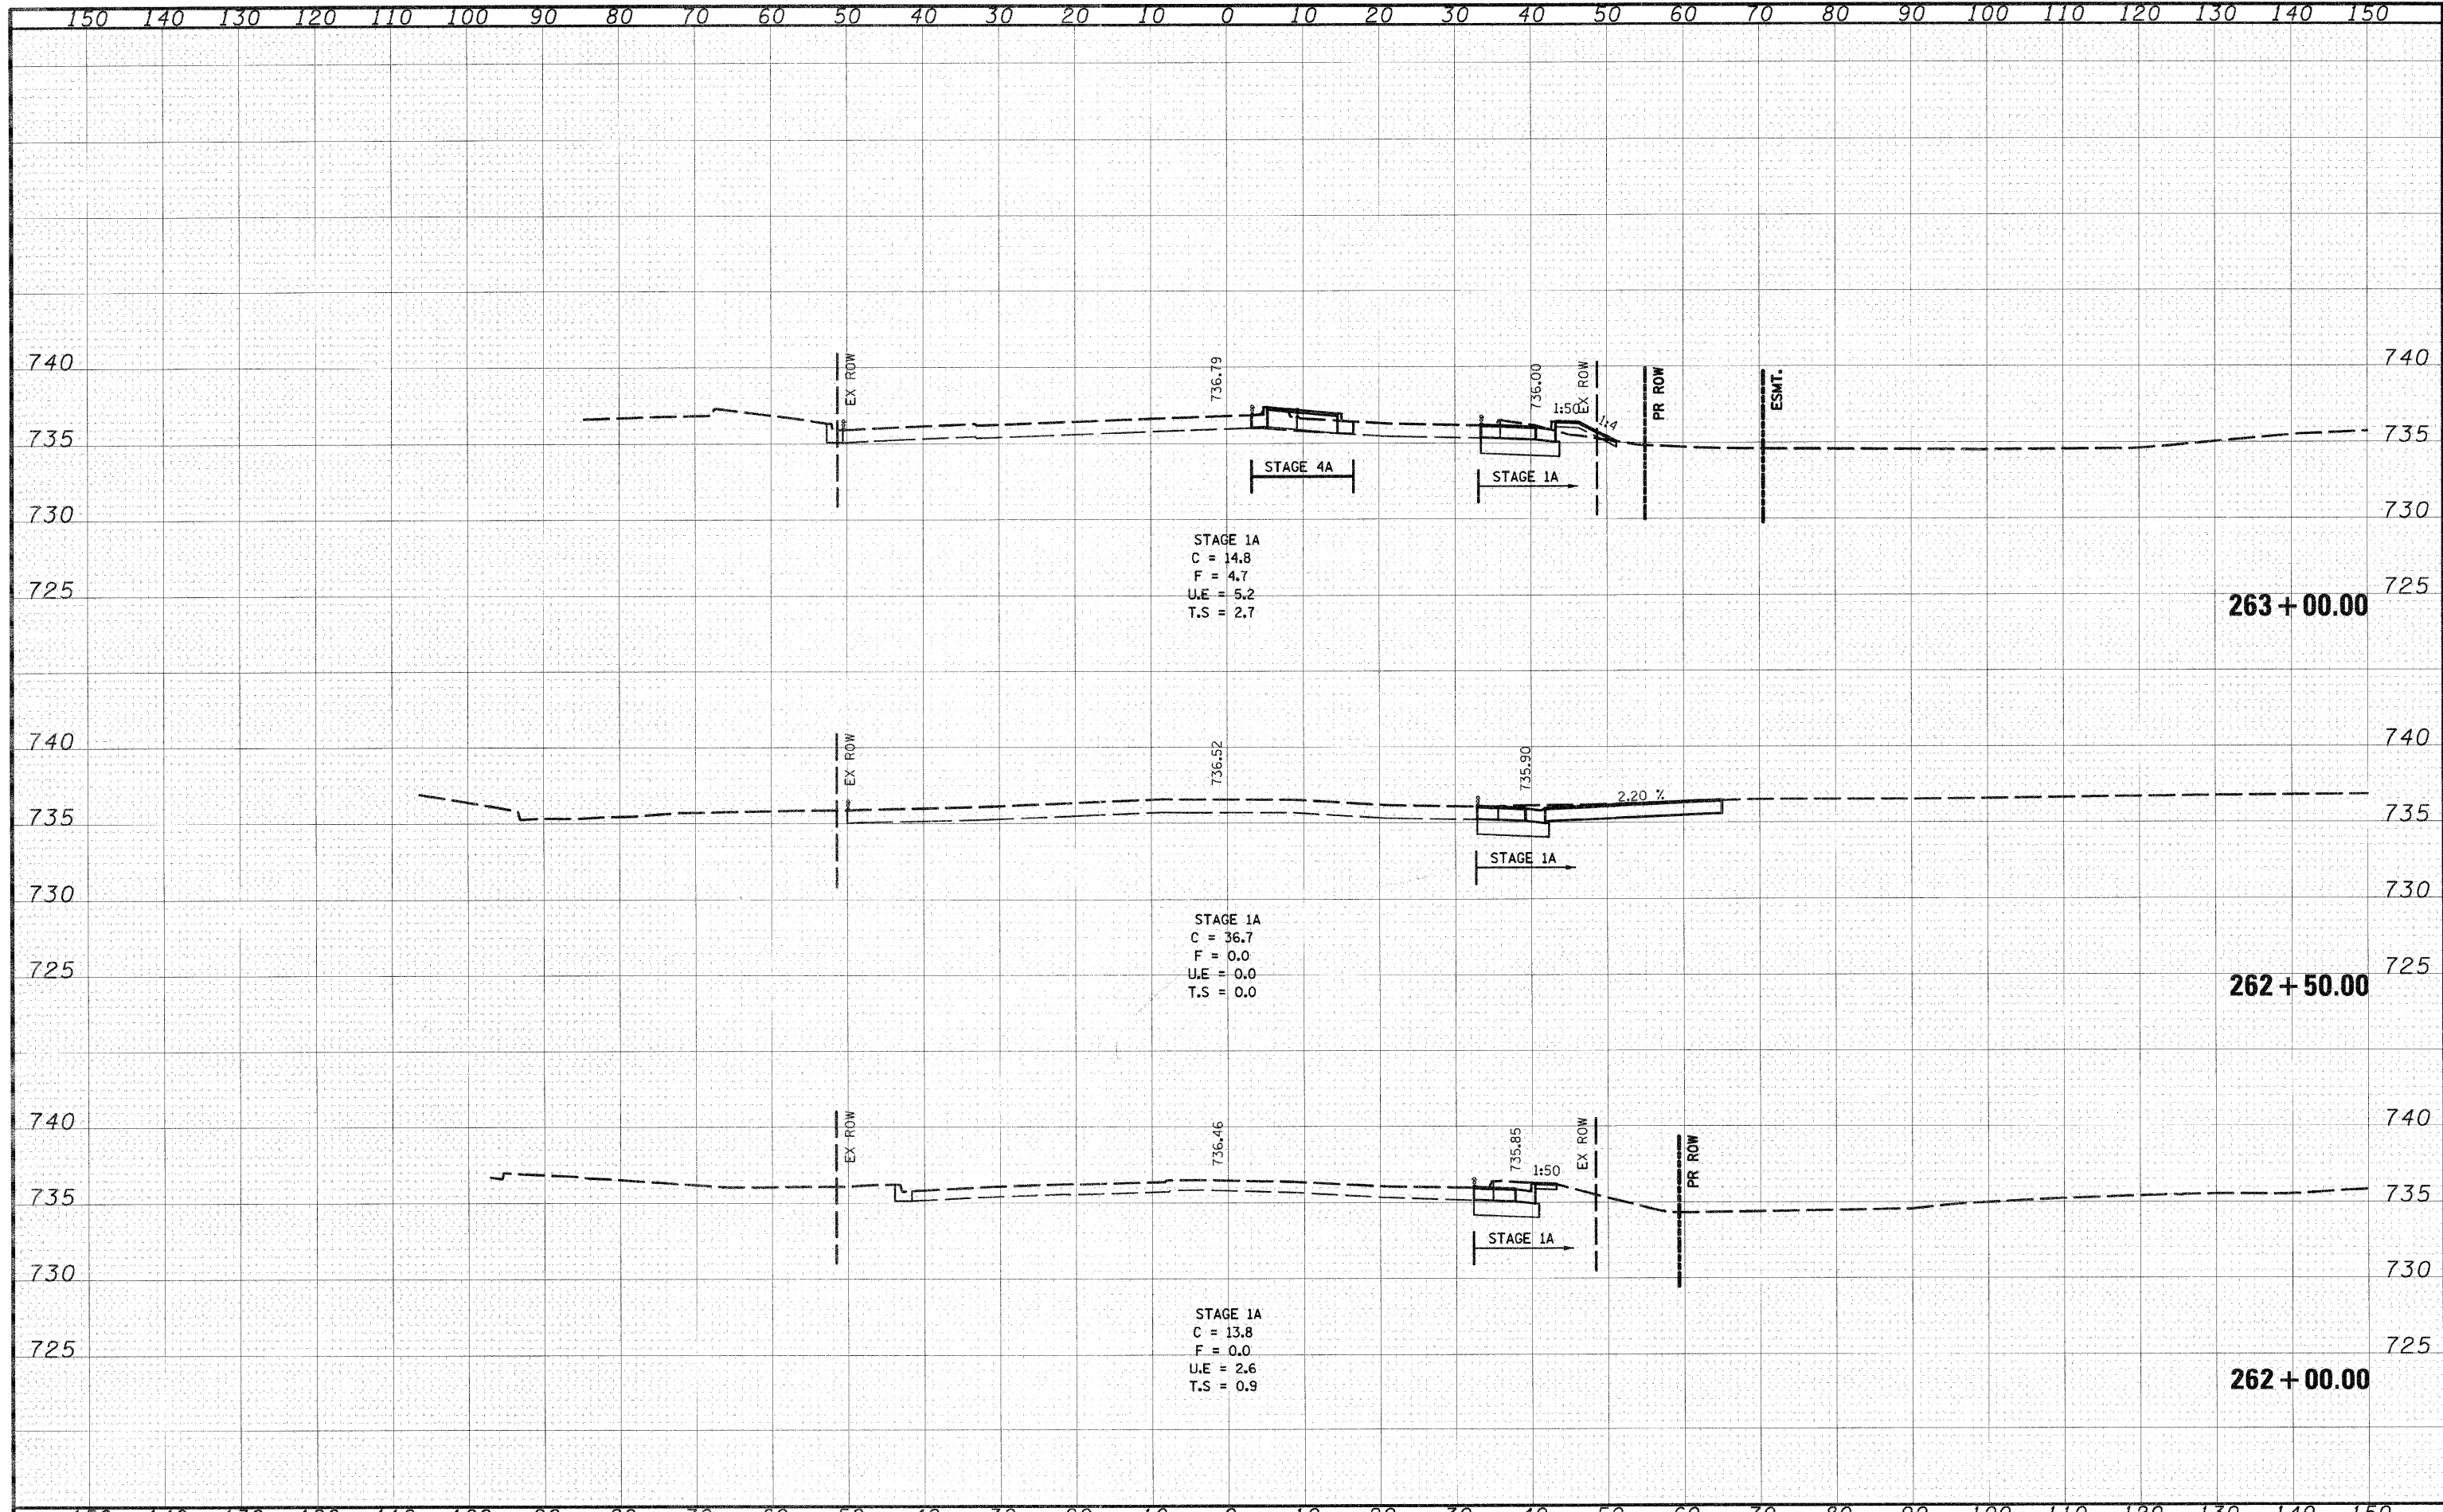 150 140 130 120 110 100 90 80 70 60 50 40 30 20 10 0 10 20 30 40 50 60 70 80 90 100 110 120 130 140 150
740 EX ROW 736.79 736.00 EX ROW PR ROW ESMT. 740
1:50 1:4
735 735
STAGE 4A STAGE 1A
730 730
STAGE 1A
C = 14.8
F = 4.7
U.E = 5.2
T.S = 2.7
725 725
263+00.00
740 EX ROW 736.52 735.90 740
2.20 %
735 735
STAGE 1A
730 730
STAGE 1A
C = 36.7
F = 0.0
U.E = 0.0
T.S = 0.0
725 725
262+50.00
740 EX ROW 736.46 735.85 EX ROW PR ROW 740
1:50
735 735
STAGE 1A
730 730
STAGE 1A
C = 13.8
F = 0.0
U.E = 2.6
T.S = 0.9
725 725
262+00.00